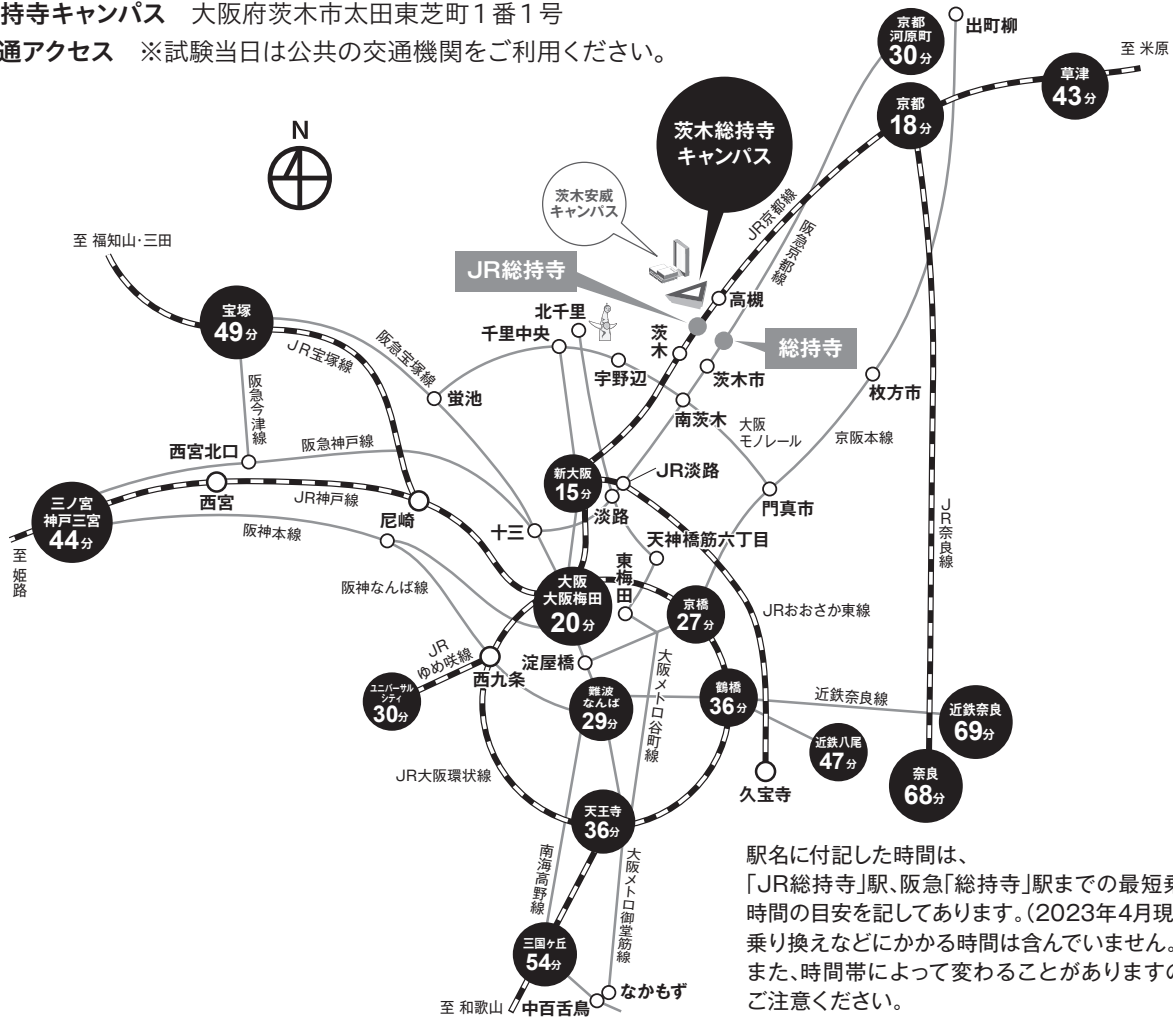 持寺キャンパス　大阪府茨木市太田東芝町1番1号
通アクセス　※試験当日は公共の交通機関をご利用ください。
京都
河原町
30分
出町柳
至 米原
草津
43分
京都
18分
N
茨木総持寺
キャンパス
茨木安威
キャンパス
JR京都線
阪急京都線
至 福知山・三田
JR総持寺
高槻
宝塚
49分
北千里
千里中央
茨木
総持寺
JR宝塚線
阪急宝塚線
宇野辺
茨木市
枚方市
阪急今津線
蛍池
南茨木
大阪
モノレール
京阪本線
西宮北口
阪急神戸線
新大阪
15分
JR淡路
三ノ宮
神戸三宮
44分
西宮
JR神戸線
尼崎
淡路
門真市
JR奈良線
十三
天神橋筋六丁目
至 姫路
阪神本線
東梅田
阪神なんば線
大阪
大阪梅田
20分
京橋
27分
JRおおさか東線
JR
ゆめ咲線
淀屋橋
大阪メトロ谷町線
西九条
ユニバーサル
シティ
30分
難波
なんば
29分
鶴橋
36分
近鉄奈良線
近鉄奈良
69分
近鉄八尾
47分
JR大阪環状線
久宝寺
奈良
68分
天王寺
36分
南海高野線
大阪メトロ御堂筋線
三国ヶ丘
54分
なかもず
至 和歌山
中百舌鳥
駅名に付記した時間は、
「JR総持寺」駅、阪急「総持寺」駅までの最短乗
時間の目安を記してあります。(2023年4月現
乗り換えなどにかかる時間は含んでいません。
また、時間帯によって変わることがありますの
ご注意ください。